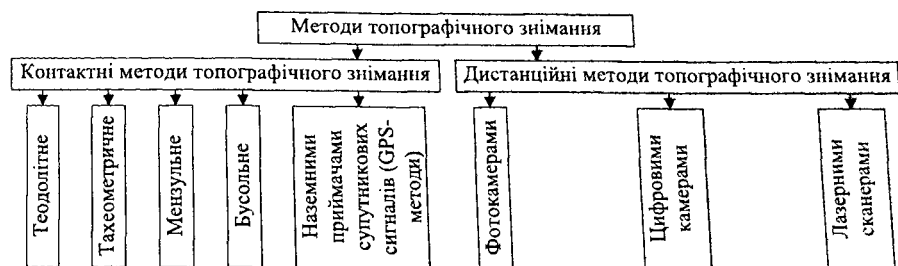 Методи топографічного знімання
Контактні методи топографічного знімання
Дистанційні методи топографічного знімання
Теодолітне
Тахеометричне
Мензульне
Бусольне
Наземними
приймачами
супутникових
сигналів (GPS-
методи)
Фотокамерами
Цифровими
камерами
Лазерними
сканерами